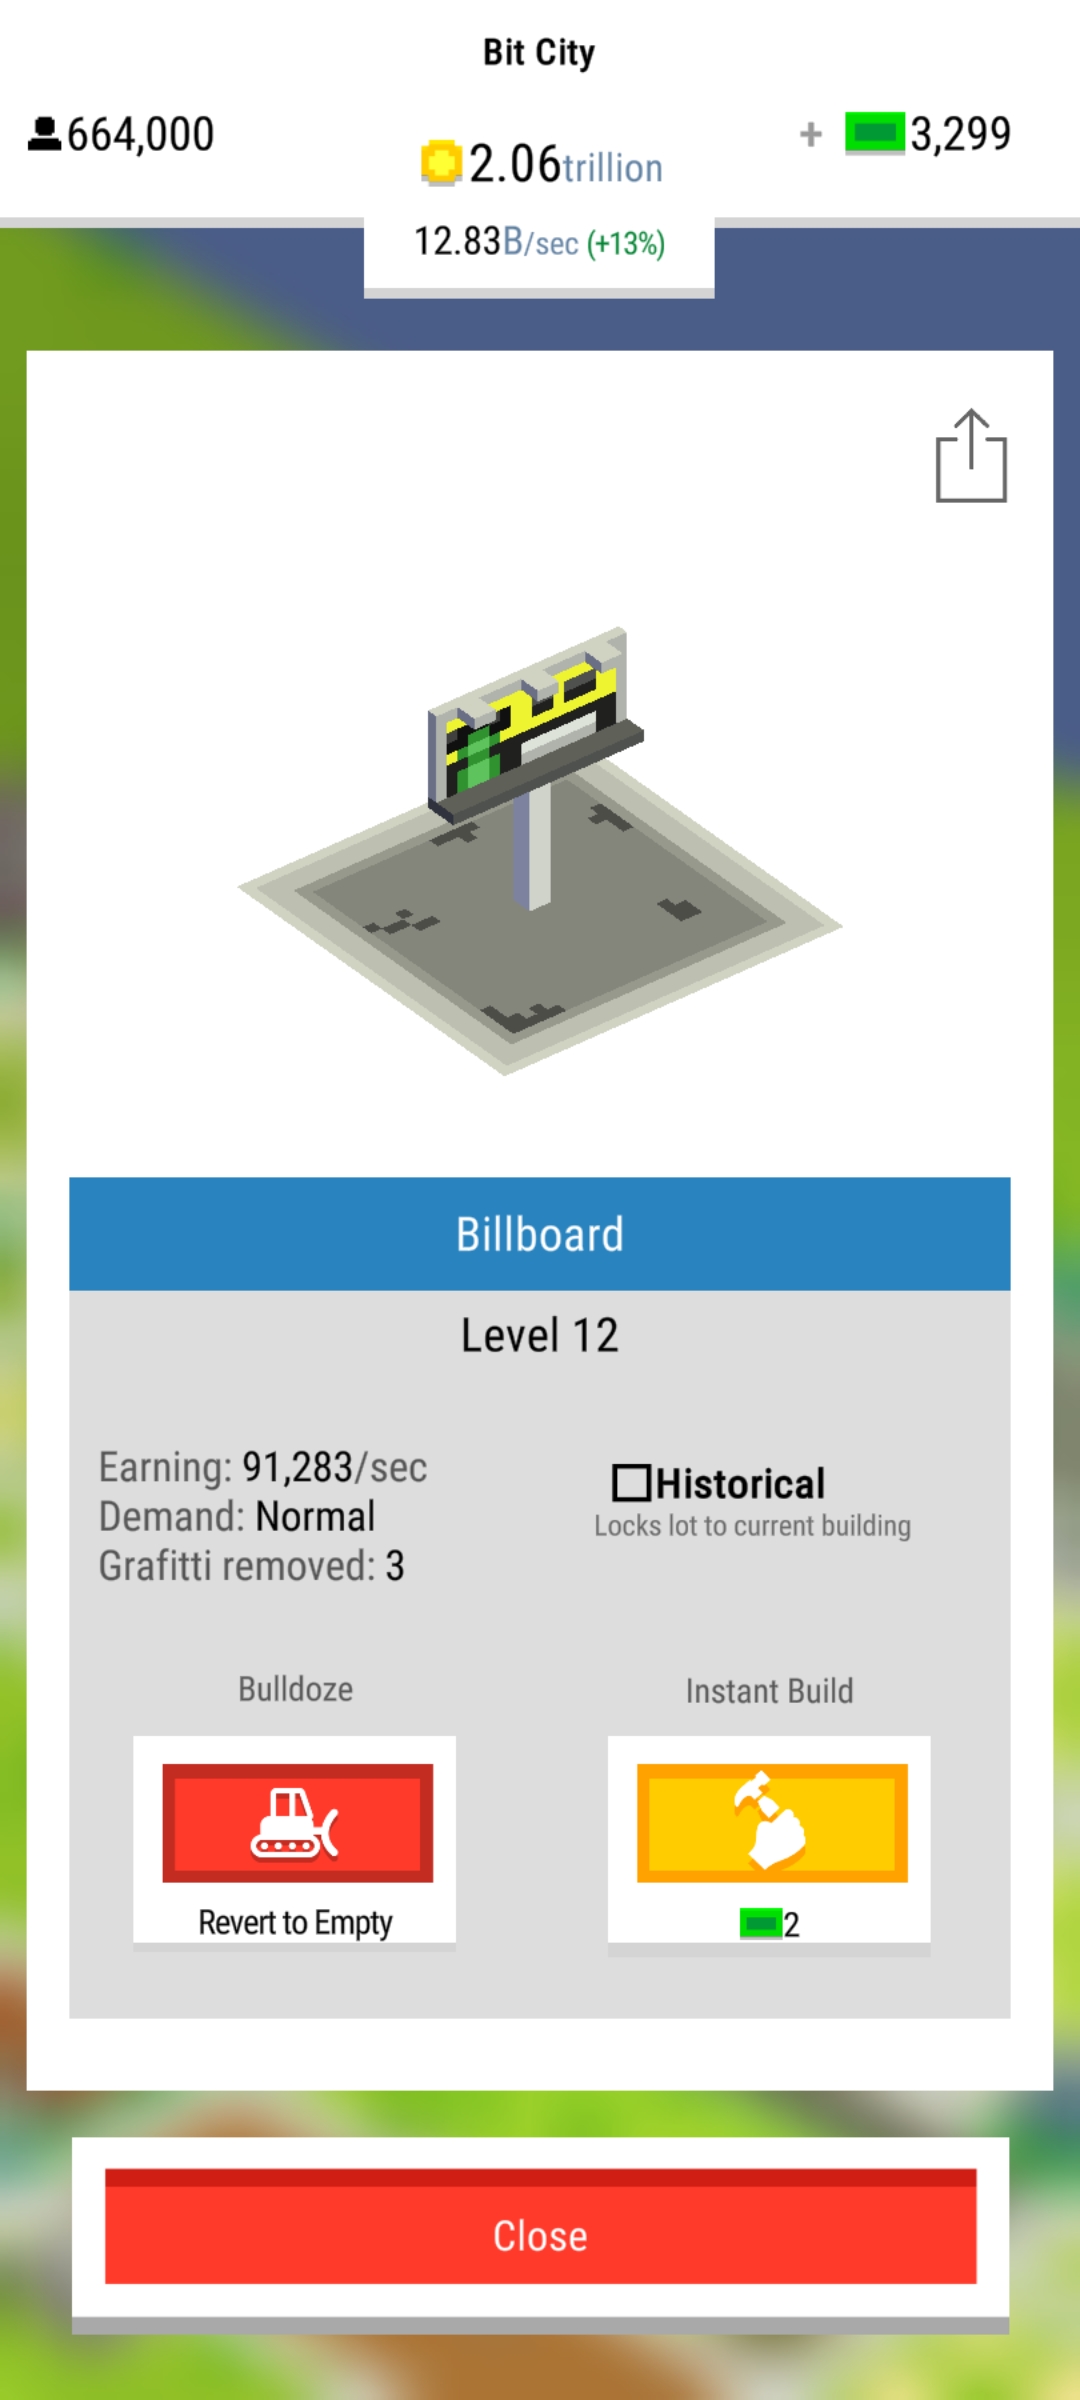 Bit City
664,000
2.06trillion
+ 3,299
12.83B/sec (+13%)
Billboard
Level 12
Earning: 91,283/sec
Demand: Normal
Grafitti removed: 3
Historical
Locks lot to current building
Bulldoze
Revert to Empty
Instant Build
2
Close